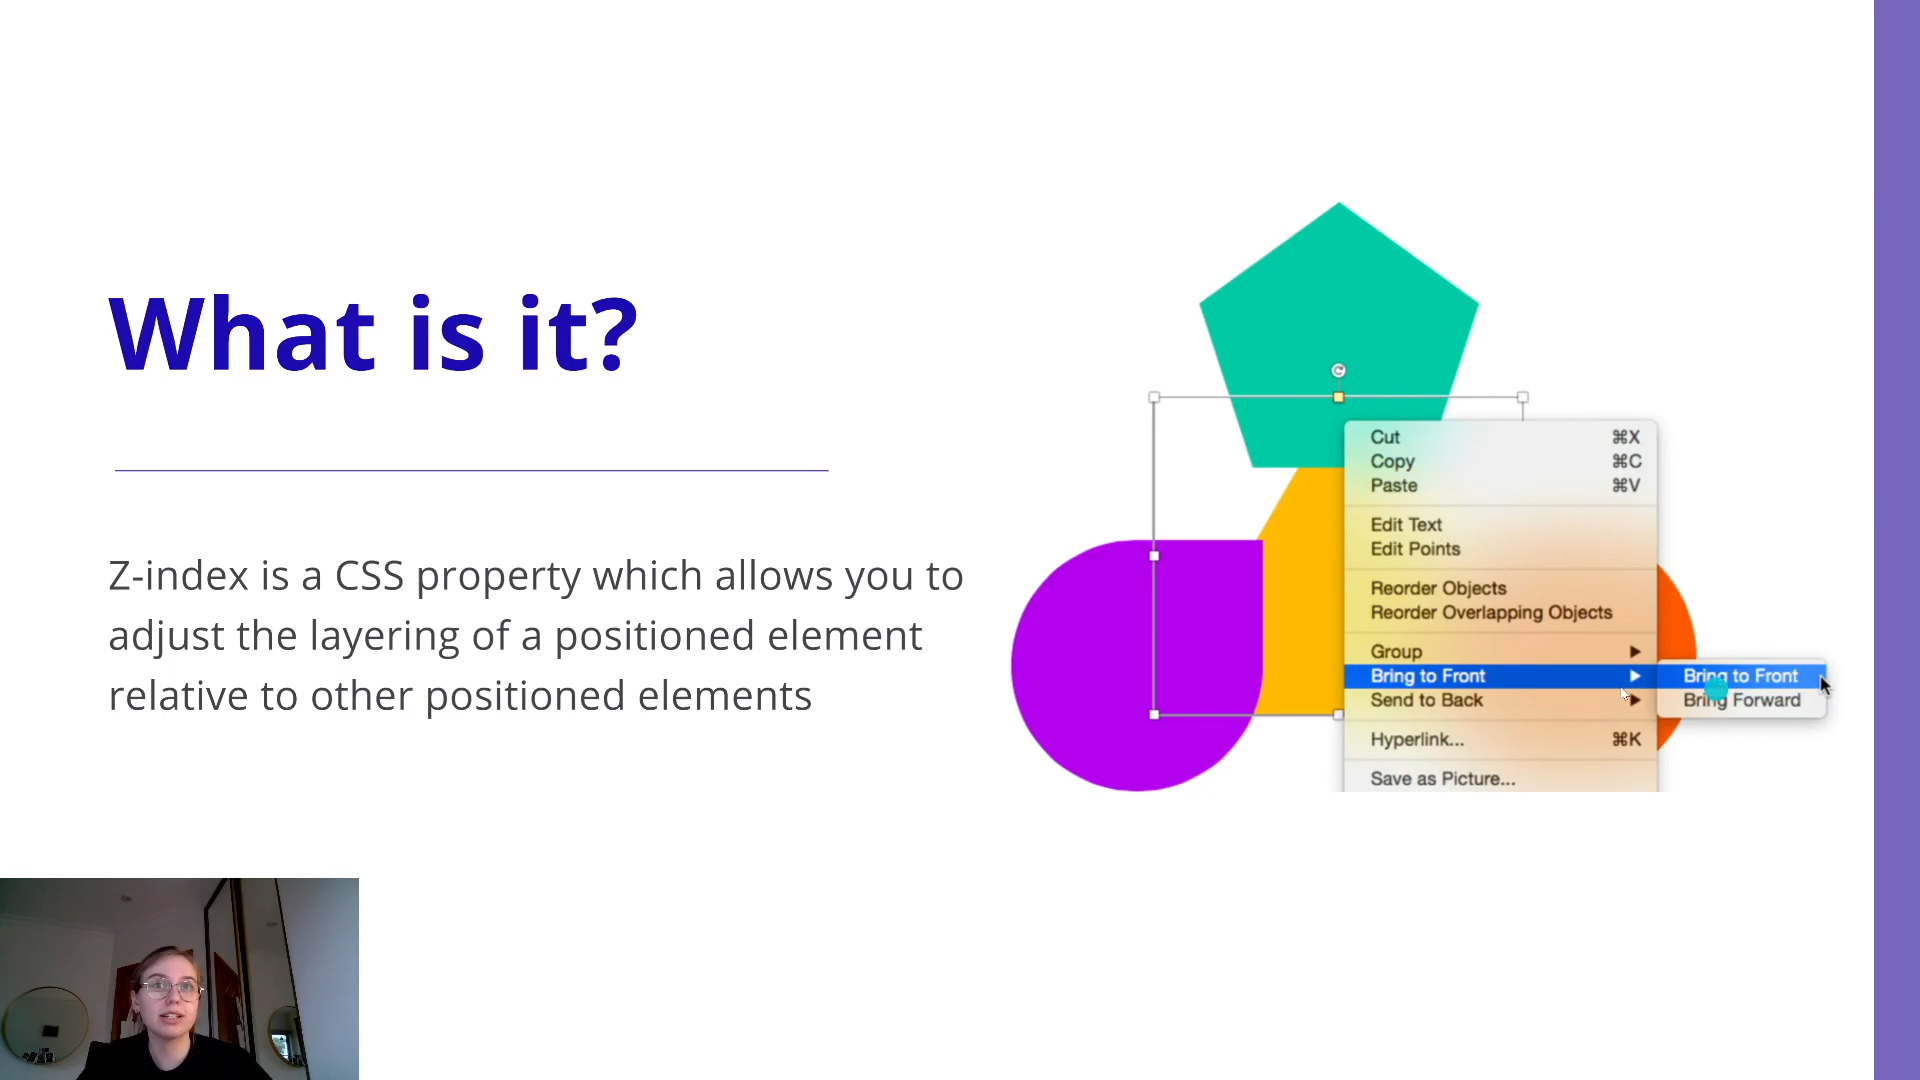 What is it?
Z-index is a CSS property which allows you to
adjust the layering of a positioned element
relative to other positioned elements
Cut ⌘X
Copy ⌘C
Paste ⌘V
Edit Text
Edit Points
Reorder Objects
Reorder Overlapping Objects
Group ▶
Bring to Front ▶
Send to Back ▶
Hyperlink... ⌘K
Save as Picture...
Bring to Front
Bring Forward